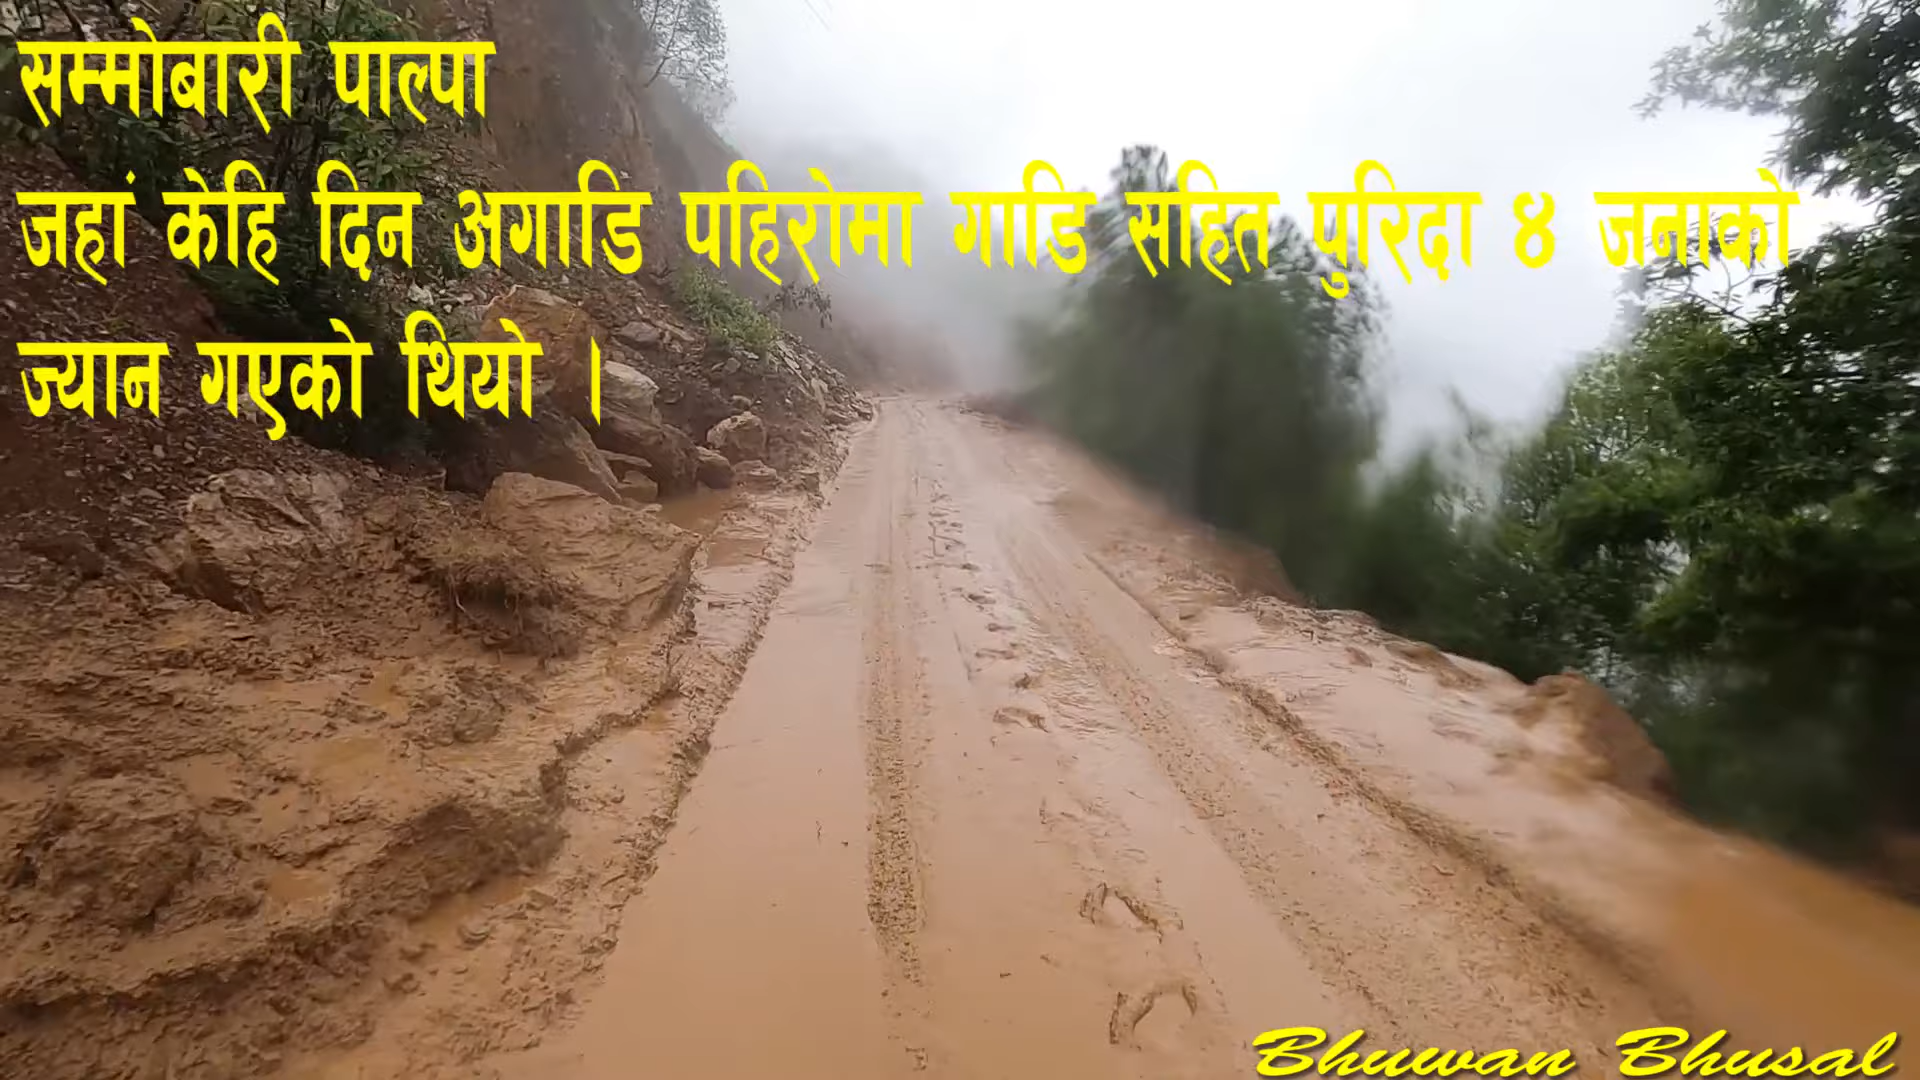 सम्मोबारी पाल्पा
जहां केहि दिन अगाडि पहिरोमा गाडि सहित पुरिदा ४ जनाको
ज्यान गएको थियो ।
Bhuwan Bhusal